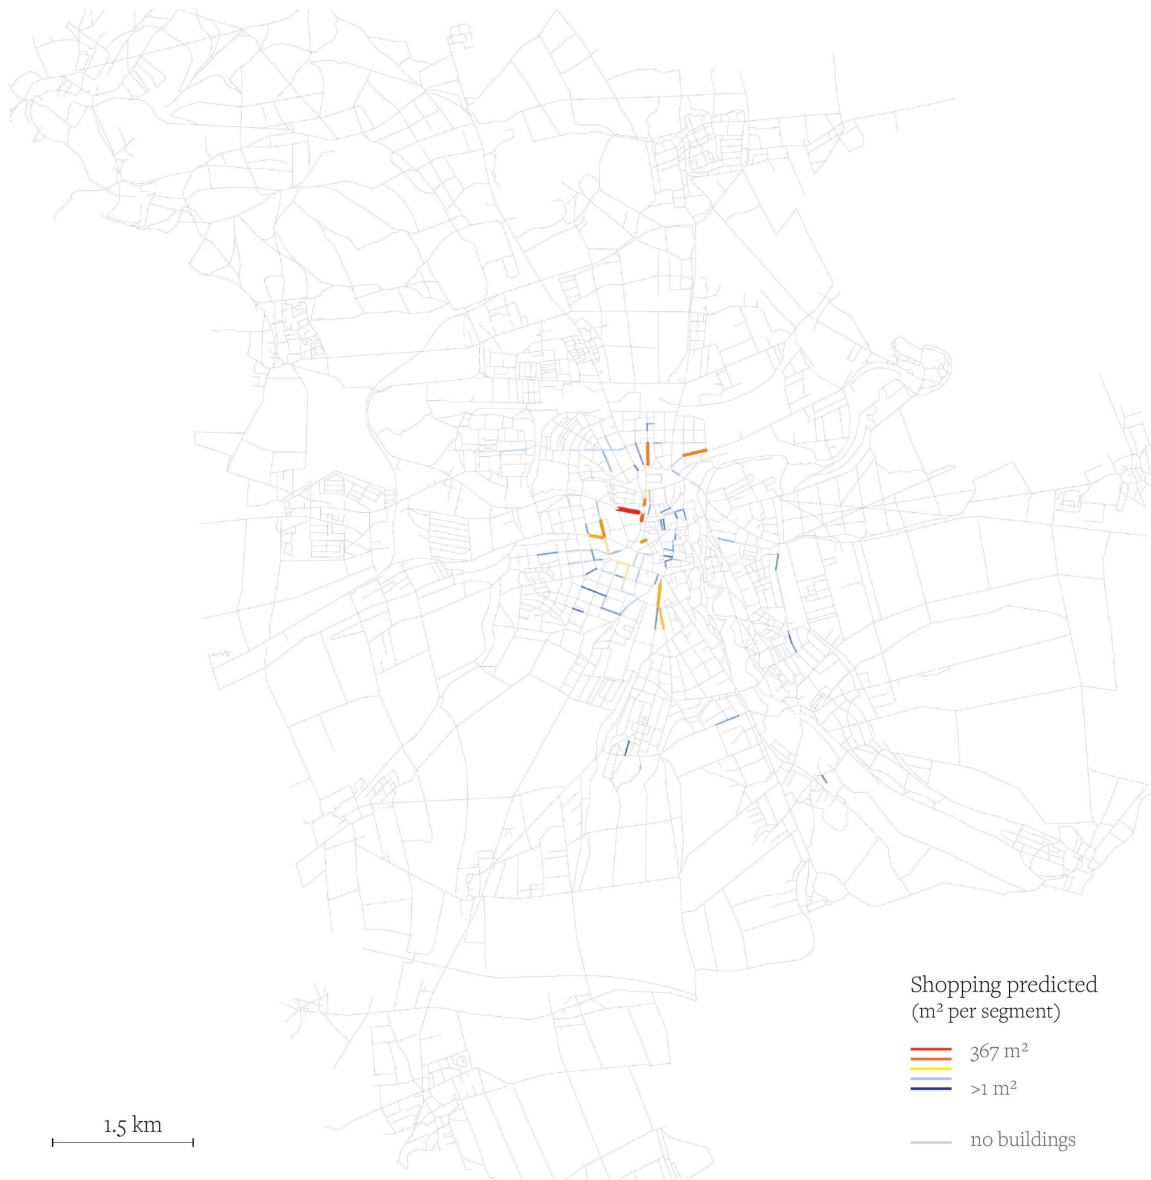 Shopping predicted
(m² per segment)
367 m²
>1 m²
no buildings
1.5 km